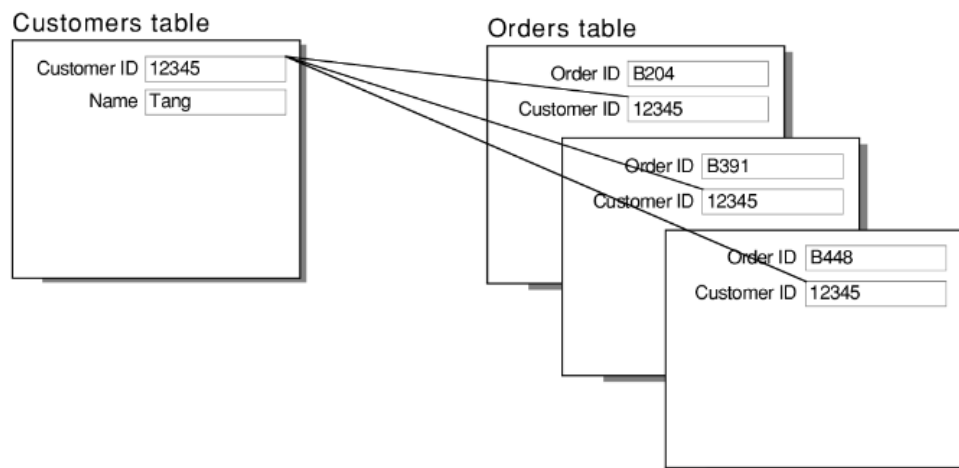 Customers table
Customer ID 12345
Name Tang
Orders table
Order ID B204
Customer ID 12345
Order ID B391
Customer ID 12345
Order ID B448
Customer ID 12345